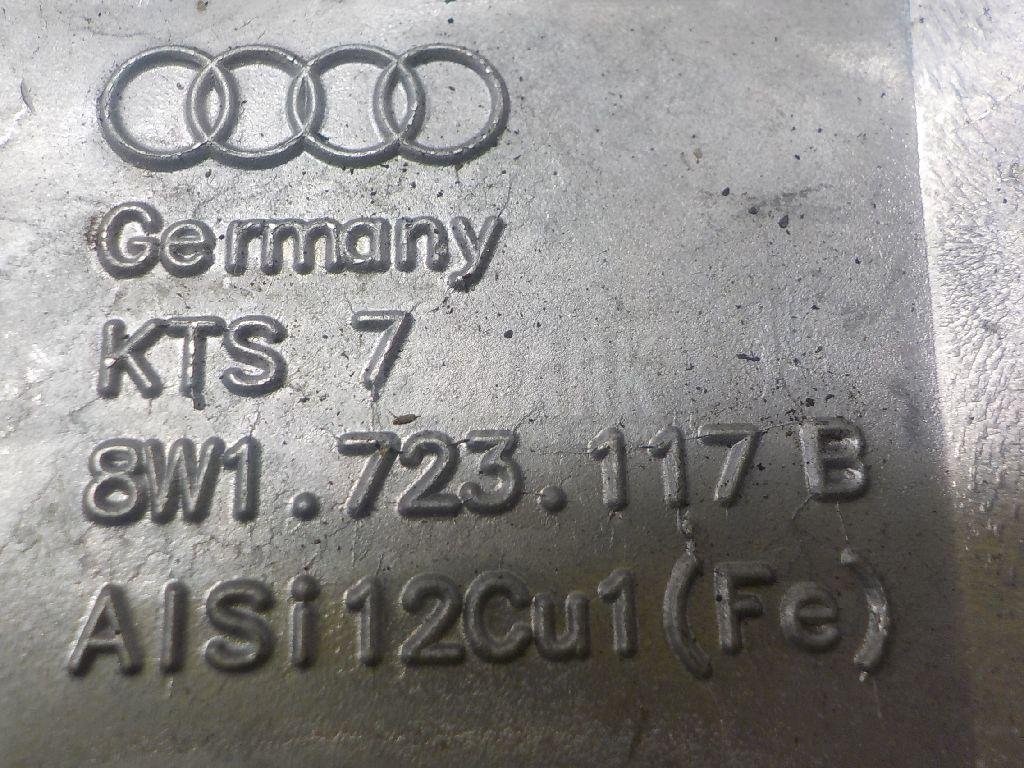 Germany
KTS 7
8W1.723.117 B
AlSi12Cu1(Fe)